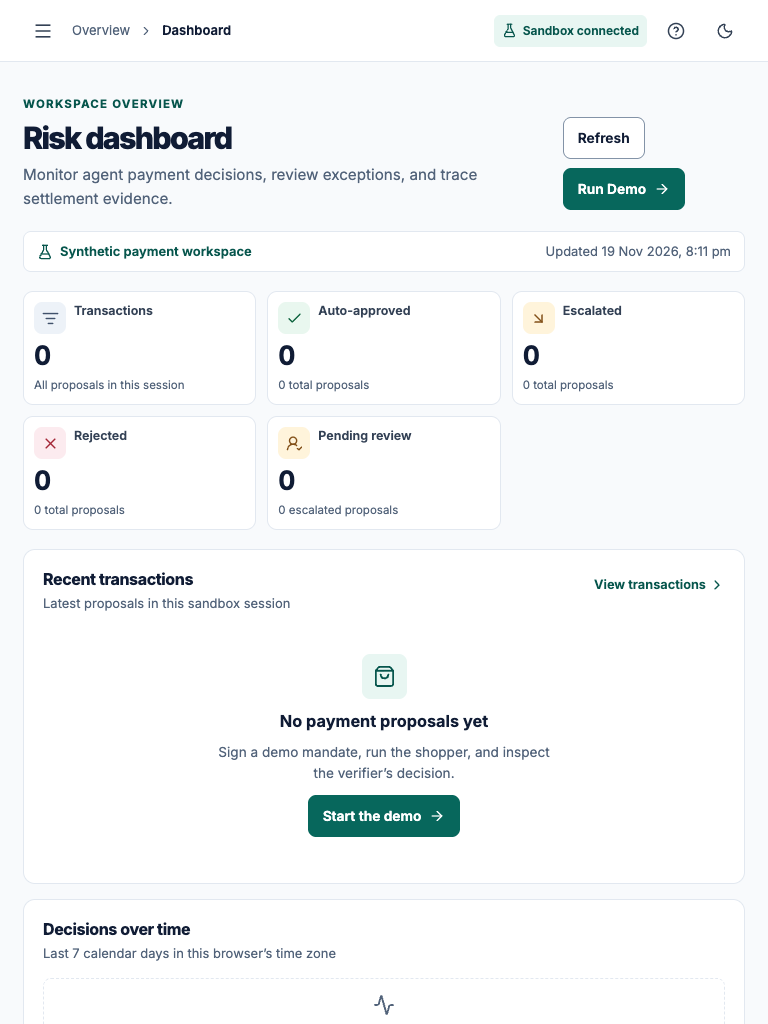 Overview
Dashboard
Sandbox connected
WORKSPACE OVERVIEW
Risk dashboard
Monitor agent payment decisions, review exceptions, and trace
settlement evidence.
Refresh
Run Demo
Synthetic payment workspace
Updated 19 Nov 2026, 8:11 pm
Transactions
0
All proposals in this session
Auto-approved
0
0 total proposals
Escalated
0
0 total proposals
Rejected
0
0 total proposals
Pending review
0
0 escalated proposals
Recent transactions
Latest proposals in this sandbox session
View transactions
No payment proposals yet
Sign a demo mandate, run the shopper, and inspect
the verifier’s decision.
Start the demo
Decisions over time
Last 7 calendar days in this browser’s time zone